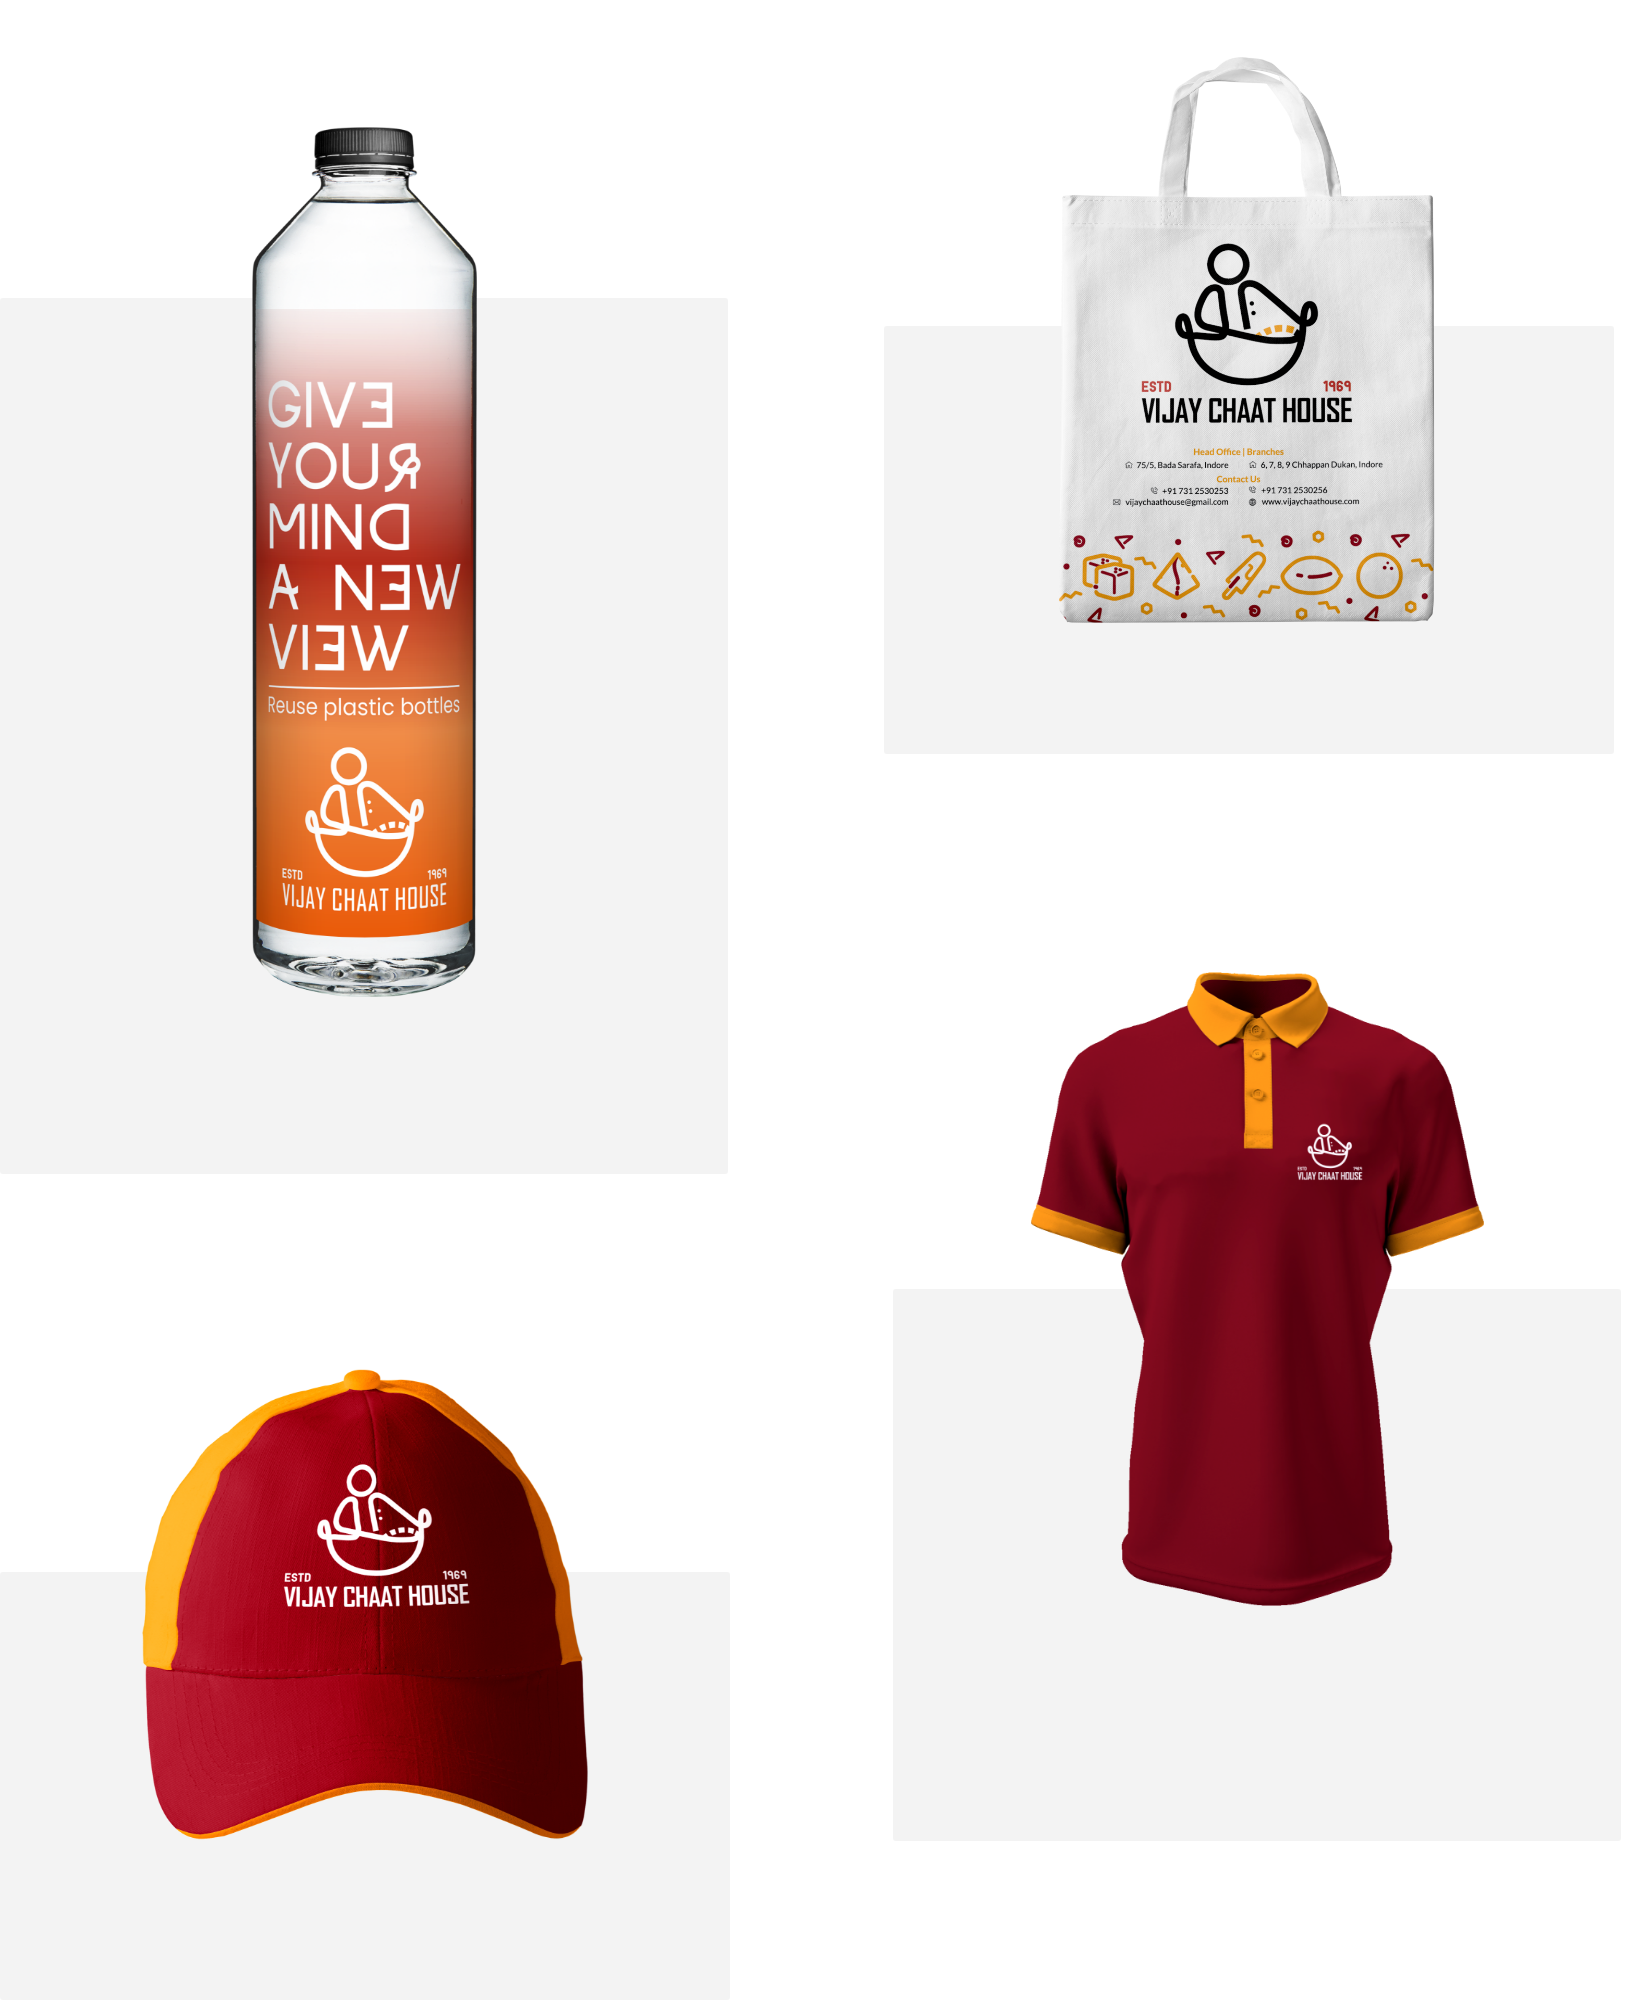 GIVE
YOUR
MIND
A NEW
VIEW
Reuse plastic bottles
ESTD 1969
VIJAY CHAAT HOUSE
ESTD 1969
VIJAY CHAAT HOUSE
Head Office | Branches
75/5, Bada Sarafa, Indore 6, 7, 8, 9 Chhappan Dukan, Indore
Contact Us
+91 731 2530253 +91 731 2530256
vijaychaathouse@gmail.com www.vijaychaathouse.com
ESTD 1969
VIJAY CHAAT HOUSE
ESTD 1969
VIJAY CHAAT HOUSE